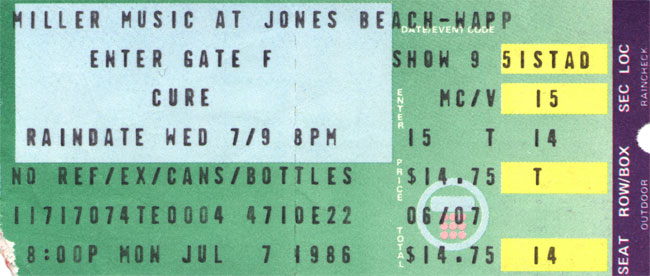 MILLER MUSIC AT JONES BEACH-WAPP
DATE/EVENT CODE
ENTER GATE F SHOW 9 51STAD
CURE MC/V 15
RAINDATE WED 7/9 8PM 15 T 14
NO REF/EX/CANS/BOTTLES $14.75 T
11717074TE0004 4710E22 06/07
8:00P MON JUL 7 1986 $14.75 14
ENTER
PRICE
TOTAL
SEC LOC
ROW/BOX
SEAT
RAINCHECK
OUTDOOR